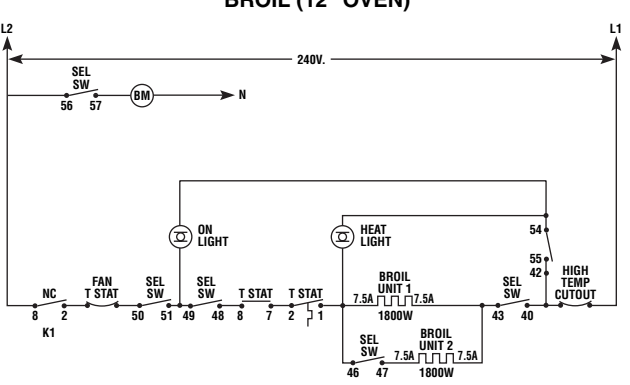 BROIL (12" OVEN)
L2
L1
240V.
SEL
SW
56 57
BM
N
ON
LIGHT
HEAT
LIGHT
54
55
42
NC
8 2
K1
FAN
T STAT
SEL
SW
50 51
SEL
SW
49 48
T STAT
8 7
T STAT
2 1
BROIL
UNIT 1
7.5A 7.5A
1800W
SEL
SW
43 40
HIGH
TEMP
CUTOUT
SEL
SW
46 47
BROIL
UNIT 2
7.5A 7.5A
1800W